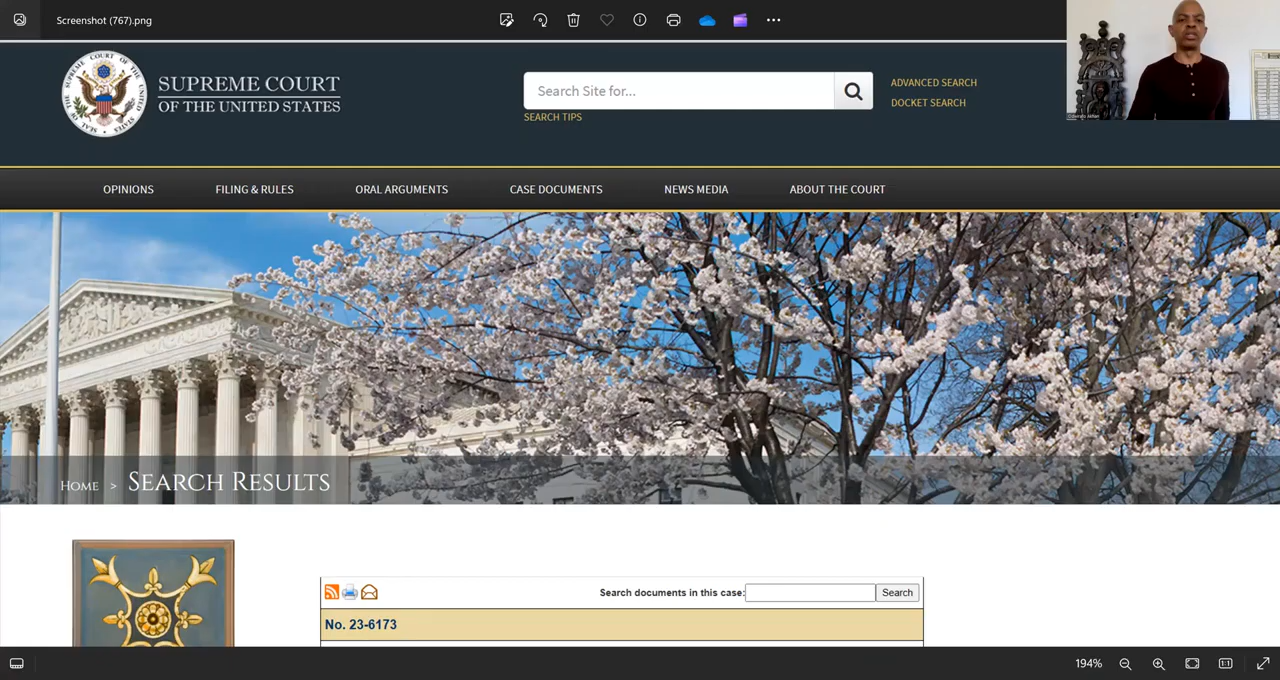 Screenshot (767).png
SUPREME COURT
OF THE UNITED STATES
Search Site for...
SEARCH TIPS
ADVANCED SEARCH
DOCKET SEARCH
OPINIONS
FILING & RULES
ORAL ARGUMENTS
CASE DOCUMENTS
NEWS MEDIA
ABOUT THE COURT
HOME > SEARCH RESULTS
Search documents in this case:
Search
No. 23-6173
194%